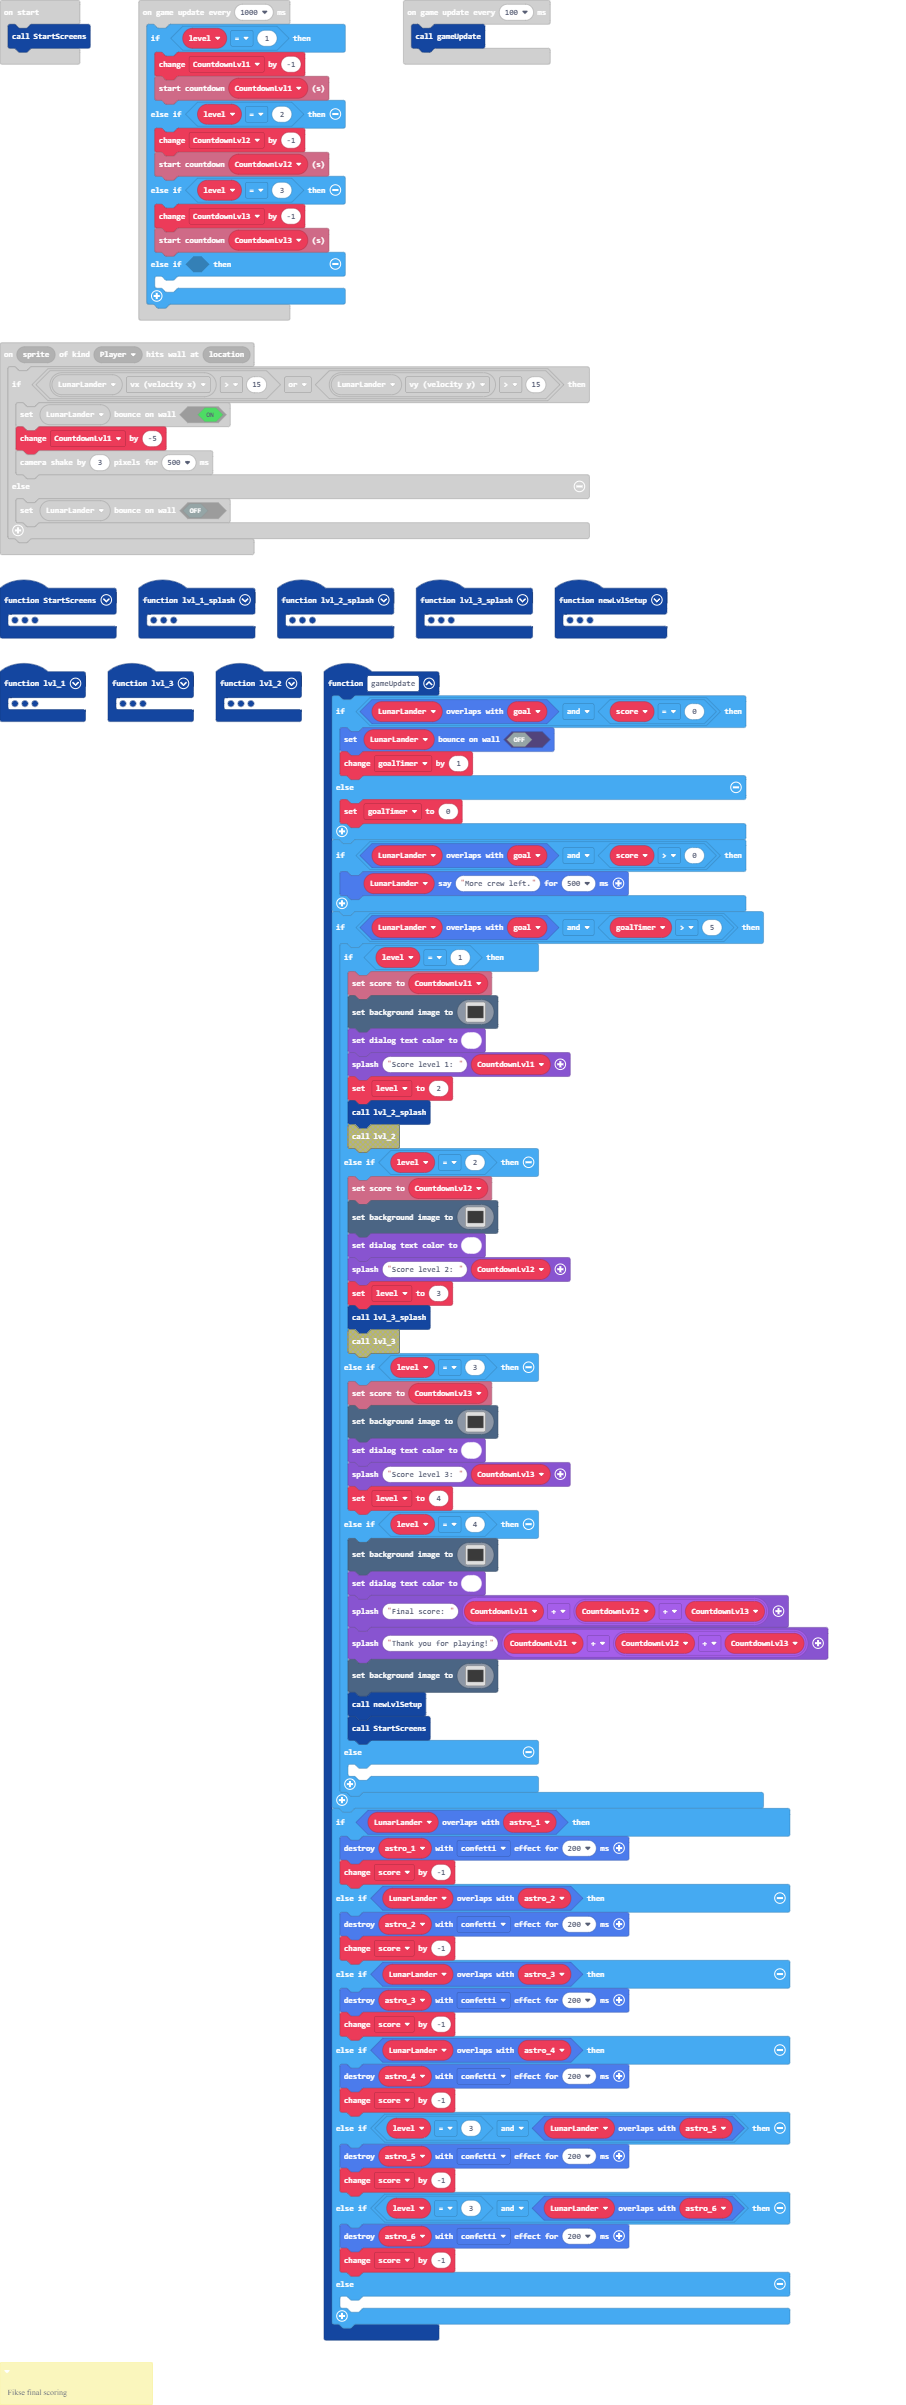 on start
call StartScreens
on game update every 1000 ms
if level = 1 then
change CountdownLvl1 by -1
start countdown CountdownLvl1 (s)
else if level = 2 then
change CountdownLvl2 by -1
start countdown CountdownLvl2 (s)
else if level = 3 then
change CountdownLvl3 by -1
start countdown CountdownLvl3 (s)
else if then
on game update every 100 ms
call gameUpdate
on sprite of kind Player hits wall at location
if LunarLander vx (velocity x) > 15 or LunarLander vy (velocity y) > 15 then
set LunarLander bounce on wall ON
change CountdownLvl1 by -5
camera shake by 3 pixels for 500 ms
else
set LunarLander bounce on wall OFF
function StartScreens
function lvl_1_splash
function lvl_2_splash
function lvl_3_splash
function newLvlSetup
function lvl_1
function lvl_3
function lvl_2
function gameUpdate
if LunarLander overlaps with goal and score = 0 then
set LunarLander bounce on wall OFF
change goalTimer by 1
else
set goalTimer to 0
if LunarLander overlaps with goal and score > 0 then
LunarLander say "More crew left." for 500 ms
if LunarLander overlaps with goal and goalTimer > 5 then
if level = 1 then
set score to CountdownLvl1
set background image to
set dialog text color to
splash "Score level 1: " CountdownLvl1
set level to 2
call lvl_2_splash
call lvl_2
else if level = 2 then
set score to CountdownLvl2
set background image to
set dialog text color to
splash "Score level 2: " CountdownLvl2
set level to 3
call lvl_3_splash
call lvl_3
else if level = 3 then
set score to CountdownLvl3
set background image to
set dialog text color to
splash "Score level 3: " CountdownLvl3
set level to 4
else if level = 4 then
set background image to
set dialog text color to
splash "Final score: " CountdownLvl1 + CountdownLvl2 + CountdownLvl3
splash "Thank you for playing!" CountdownLvl1 + CountdownLvl2 + CountdownLvl3
set background image to
call newLvlSetup
call StartScreens
else
if LunarLander overlaps with astro_1 then
destroy astro_1 with confetti effect for 200 ms
change score by -1
else if LunarLander overlaps with astro_2 then
destroy astro_2 with confetti effect for 200 ms
change score by -1
else if LunarLander overlaps with astro_3 then
destroy astro_3 with confetti effect for 200 ms
change score by -1
else if LunarLander overlaps with astro_4 then
destroy astro_4 with confetti effect for 200 ms
change score by -1
else if level = 3 and LunarLander overlaps with astro_5 then
destroy astro_5 with confetti effect for 200 ms
change score by -1
else if level = 3 and LunarLander overlaps with astro_6 then
destroy astro_6 with confetti effect for 200 ms
change score by -1
else
Fikse final scoring